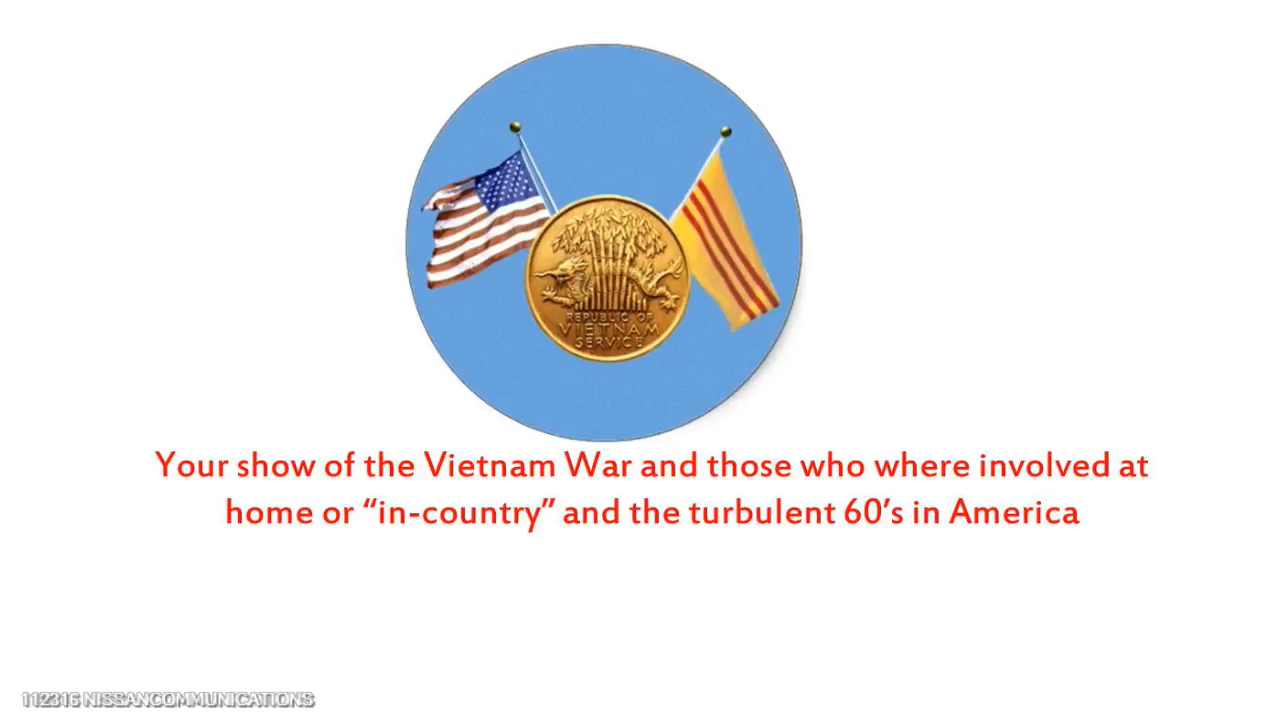 REPUBLIC OF
VIETNAM
SERVICE
Your show of the Vietnam War and those who where involved at
home or “in-country” and the turbulent 60’s in America
112316 NISSANCOMMUNICATIONS